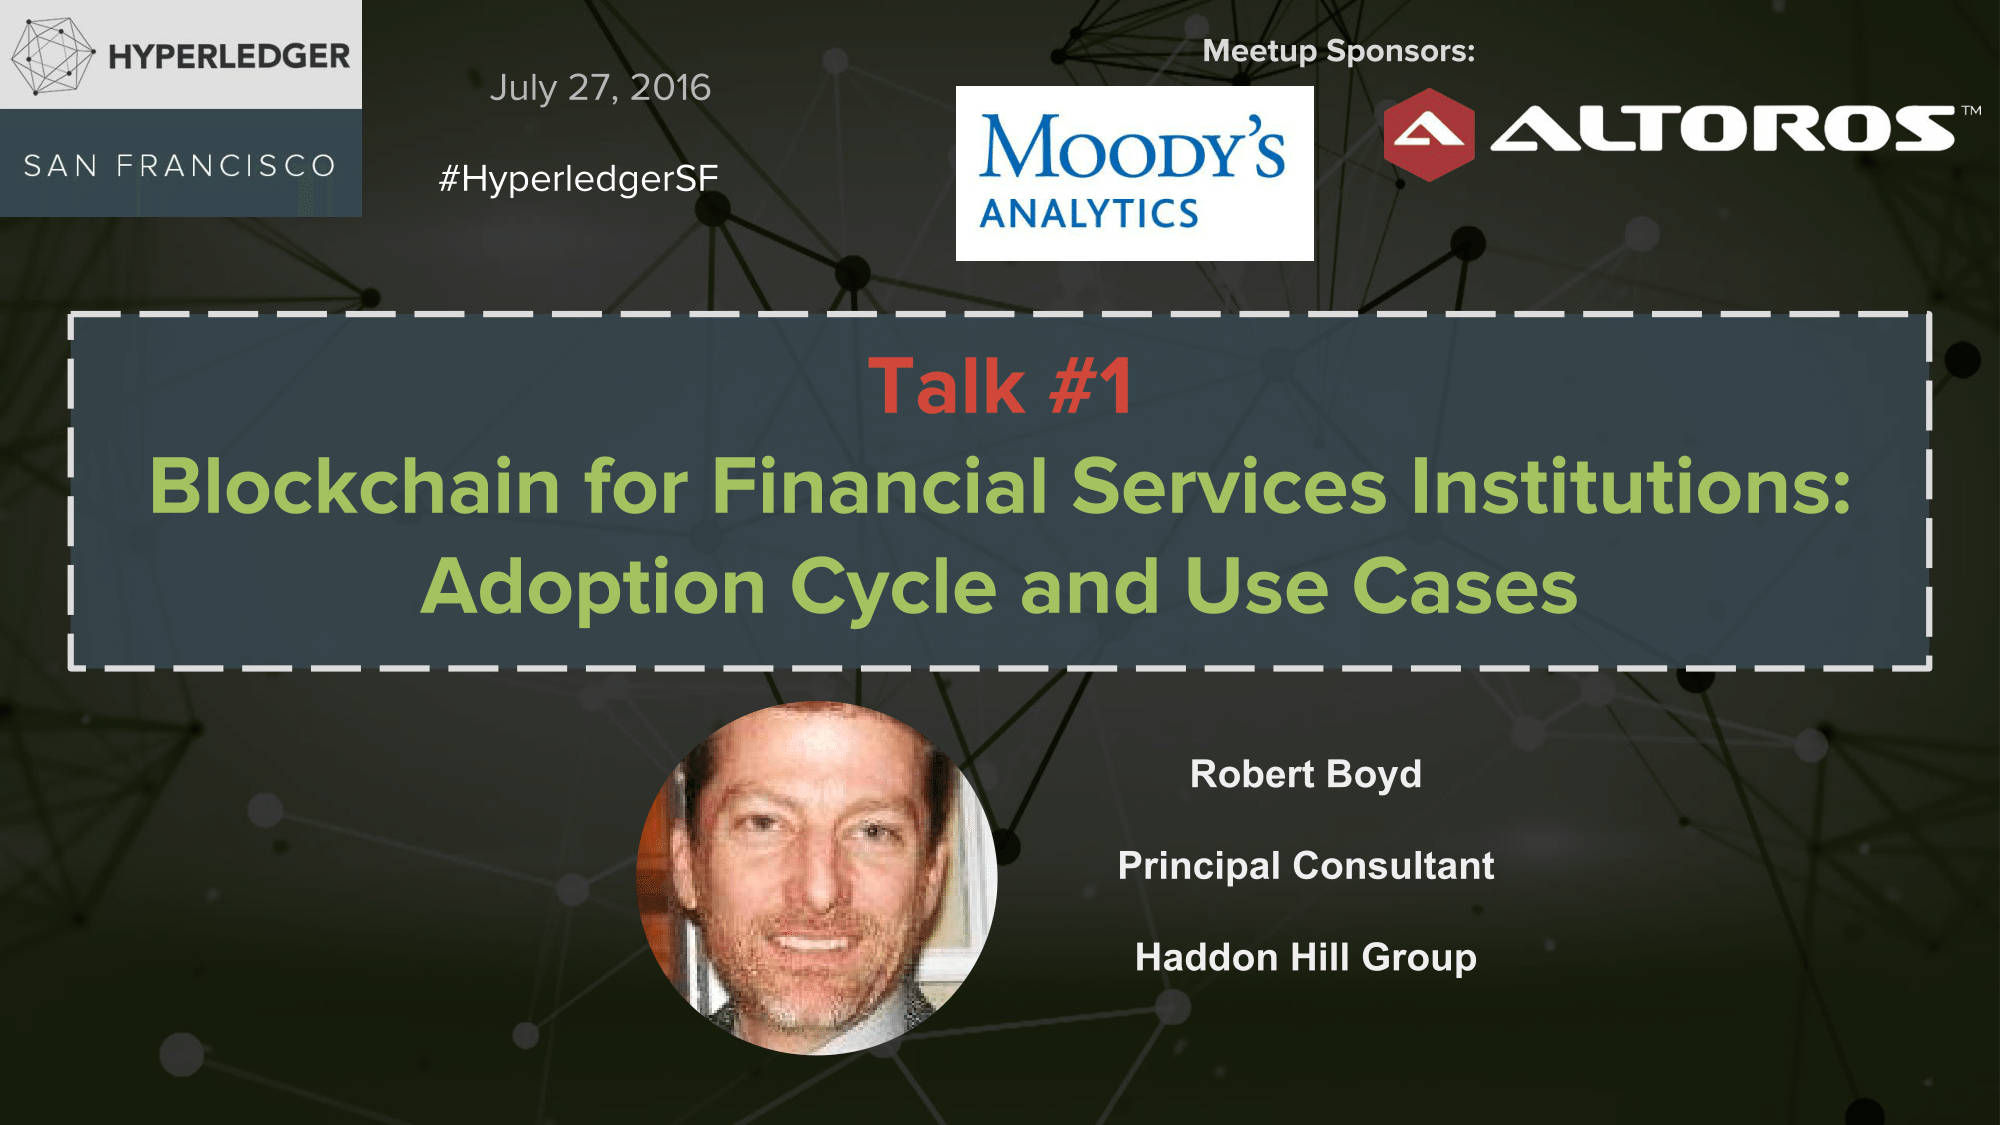 HYPERLEDGER
SAN FRANCISCO
July 27, 2016
#HyperledgerSF
Meetup Sponsors:
MOODY'S
ANALYTICS
ALTOROS™
Talk #1
Blockchain for Financial Services Institutions:
Adoption Cycle and Use Cases
Robert Boyd
Principal Consultant
Haddon Hill Group